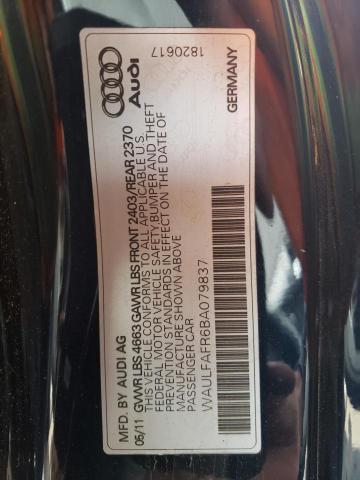 Audi
1820617
GERMANY
MFD. BY AUDI AG
05/11 GVWR LBS 4663 GAWR LBS FRONT 2403/REAR 2370
THIS VEHICLE CONFORMS TO ALL APPLICABLE U.S.
FEDERAL MOTOR VEHICLE SAFETY, BUMPER AND THEFT
PREVENTION STANDARDS IN EFFECT ON THE DATE OF
MANUFACTURE SHOWN ABOVE
PASSENGER CAR
WAULFAFR6BA079837